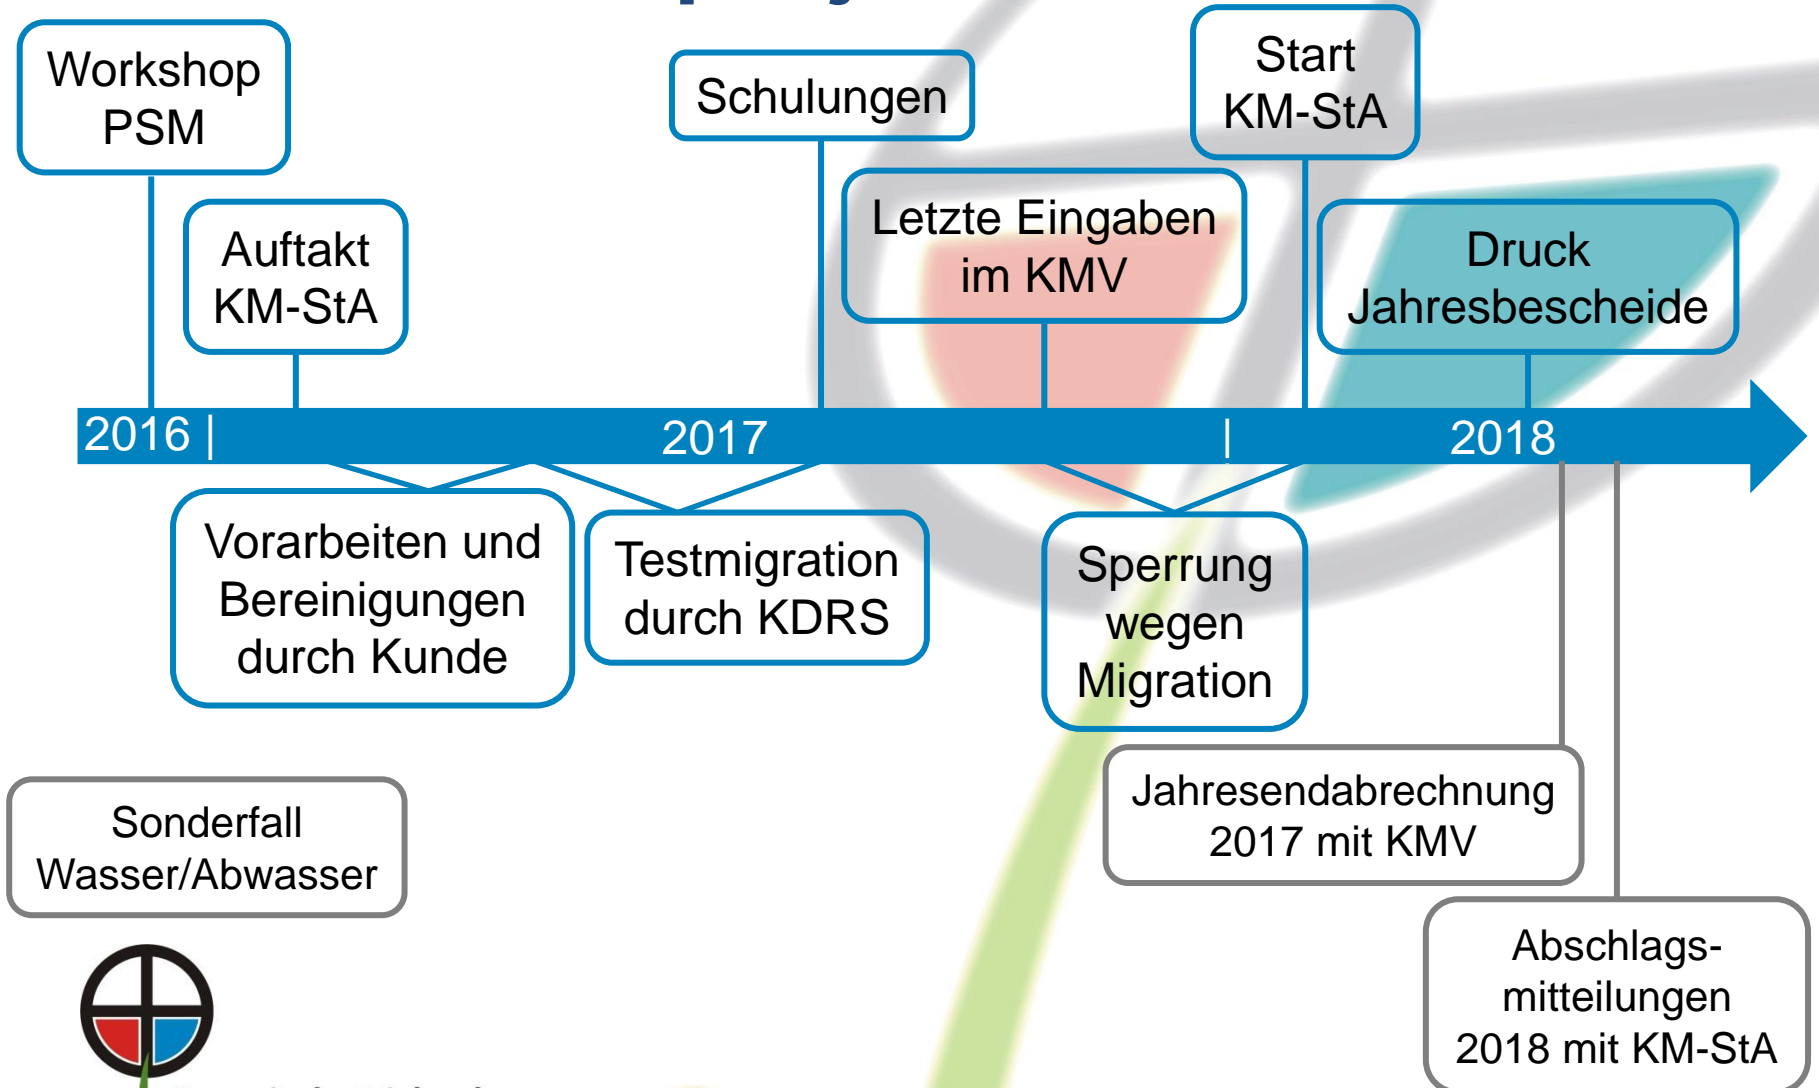 Workshop
PSM
Auftakt
KM-StA
Schulungen
Letzte Eingaben
im KMV
Start
KM-StA
Druck
Jahresbescheide
2016 | 2017 | 2018
Vorarbeiten und
Bereinigungen
durch Kunde
Testmigration
durch KDRS
Sperrung
wegen
Migration
Jahresendabrechnung
2017 mit KMV
Sonderfall
Wasser/Abwasser
Abschlags-
mitteilungen
2018 mit KM-StA